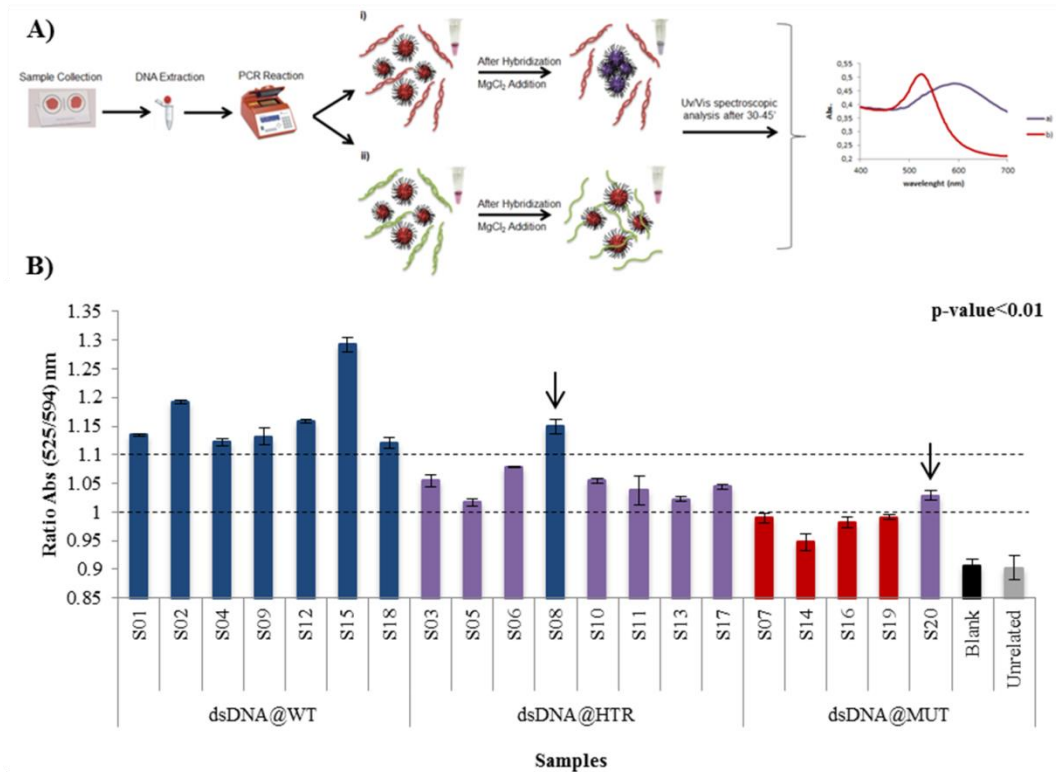 A)
Sample Collection
DNA Extraction
PCR Reaction
i)
After Hybridization
MgCl₂ Addition
ii)
After Hybridization
MgCl₂ Addition
Uv/Vis spectroscopic
analysis after 30-45'
Abs.
0,55
0,5
0,45
0,4
0,35
0,3
0,25
0,2
400
500
600
700
wavelenght (nm)
a)
b)
B)
p-value<0.01
Ratio Abs (525/594) nm
1.35
1.3
1.25
1.2
1.15
1.1
1.05
1
0.95
0.9
0.85
S01
S02
S04
S09
S12
S15
S18
S03
S05
S06
S08
S10
S11
S13
S17
S07
S14
S16
S19
S20
Blank
Unrelated
dsDNA@WT
dsDNA@HTR
dsDNA@MUT
Samples